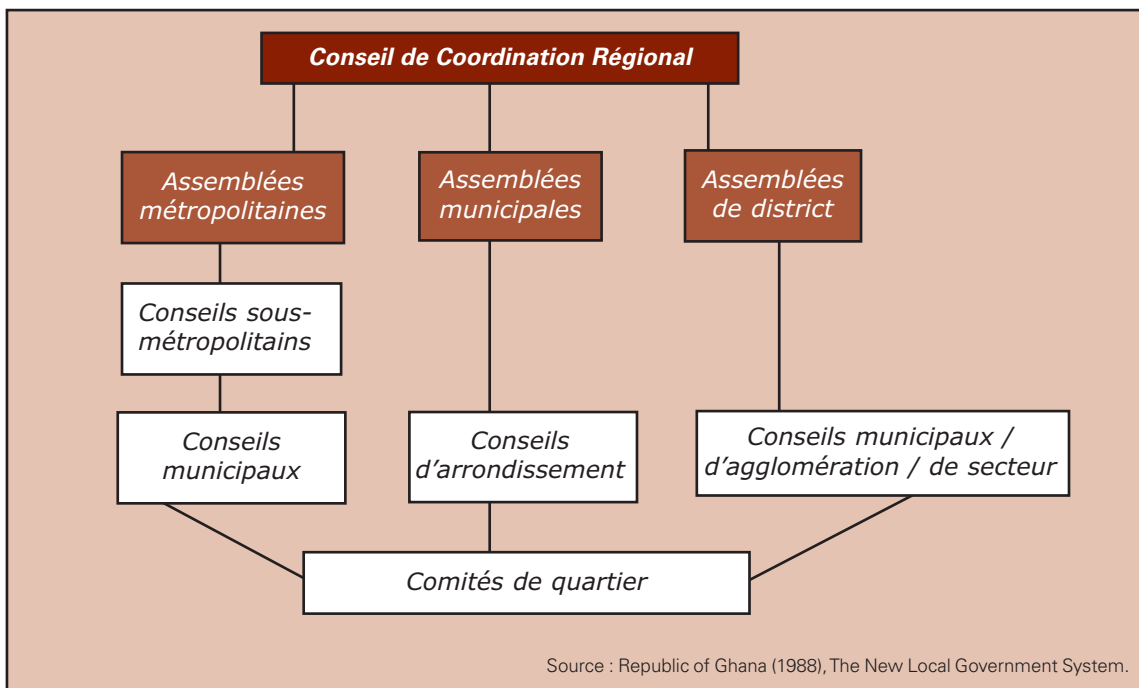 Conseil de Coordination Régional
Assemblées
métropolitaines
Assemblées
municipales
Assemblées
de district
Conseils sous-
métropolitains
Conseils
municipaux
Conseils
d'arrondissement
Conseils municipaux /
d'agglomération / de secteur
Comités de quartier
Source : Republic of Ghana (1988), The New Local Government System.